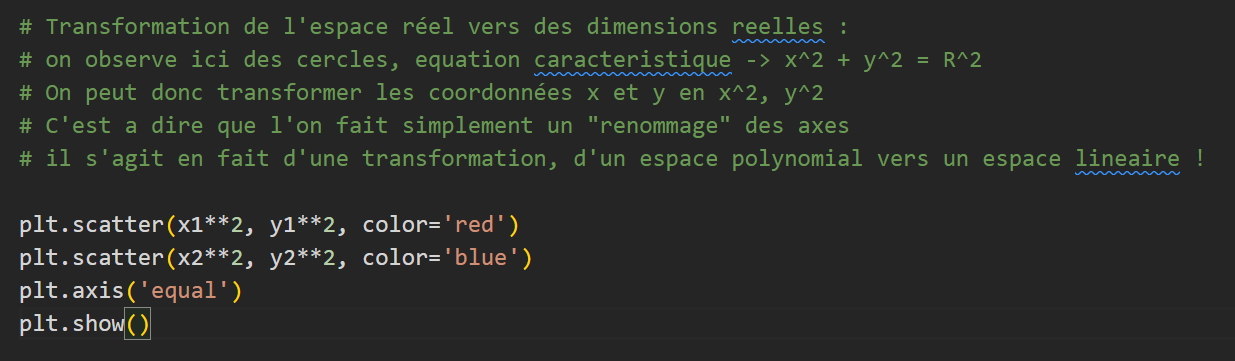 # Transformation de l'espace réel vers des dimensions reelles :
# on observe ici des cercles, equation caracteristique -> x^2 + y^2 = R^2
# On peut donc transformer les coordonnées x et y en x^2, y^2
# C'est a dire que l'on fait simplement un "renommage" des axes
# il s'agit en fait d'une transformation, d'un espace polynomial vers un espace lineaire !
plt.scatter(x1**2, y1**2, color='red')
plt.scatter(x2**2, y2**2, color='blue')
plt.axis('equal')
plt.show()